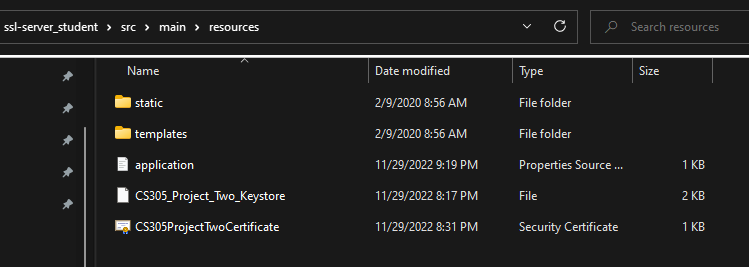 ssl-server_student › src › main › resources Search resources
Name Date modified Type Size
static 2/9/2020 8:56 AM File folder
templates 2/9/2020 8:56 AM File folder
application 11/29/2022 9:19 PM Properties Source ... 1 KB
CS305_Project_Two_Keystore 11/29/2022 8:17 PM File 2 KB
CS305ProjectTwoCertificate 11/29/2022 8:31 PM Security Certificate 1 KB